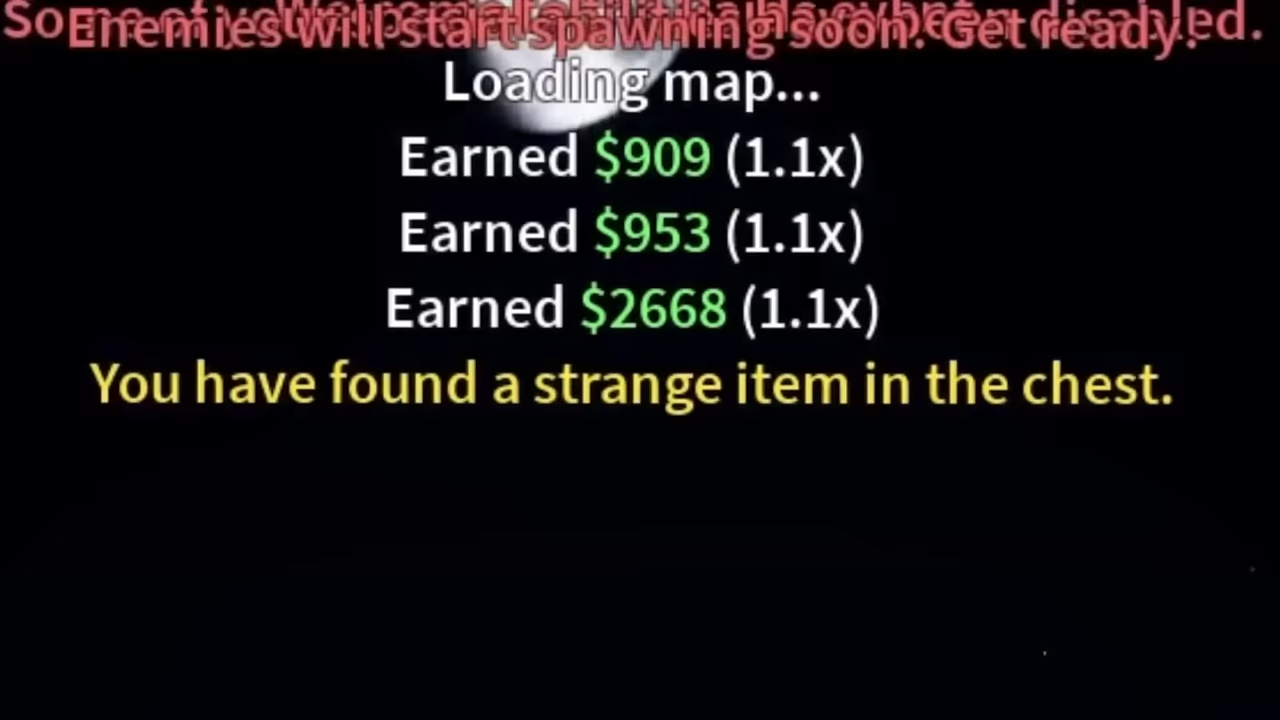 Enemies will start spawning soon. Get ready!
Loading map...
Earned $909 (1.1x)
Earned $953 (1.1x)
Earned $2668 (1.1x)
You have found a strange item in the chest.